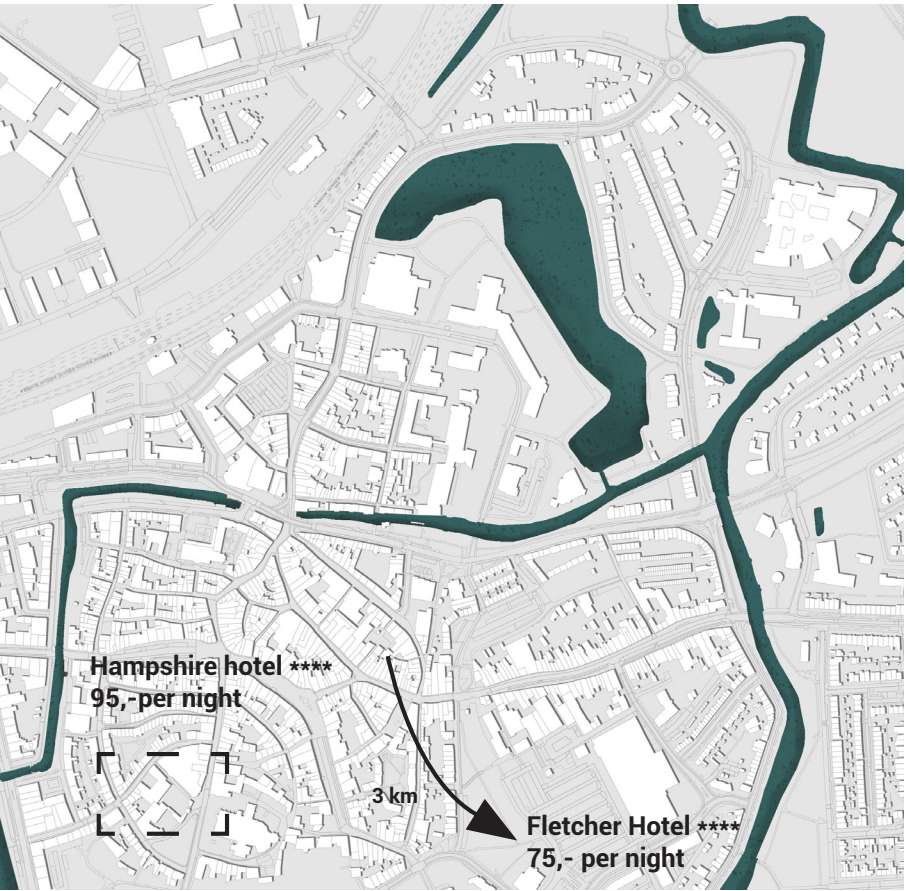 Hampshire hotel ****
95,-per night
3 km
Fletcher Hotel ****
75,- per night